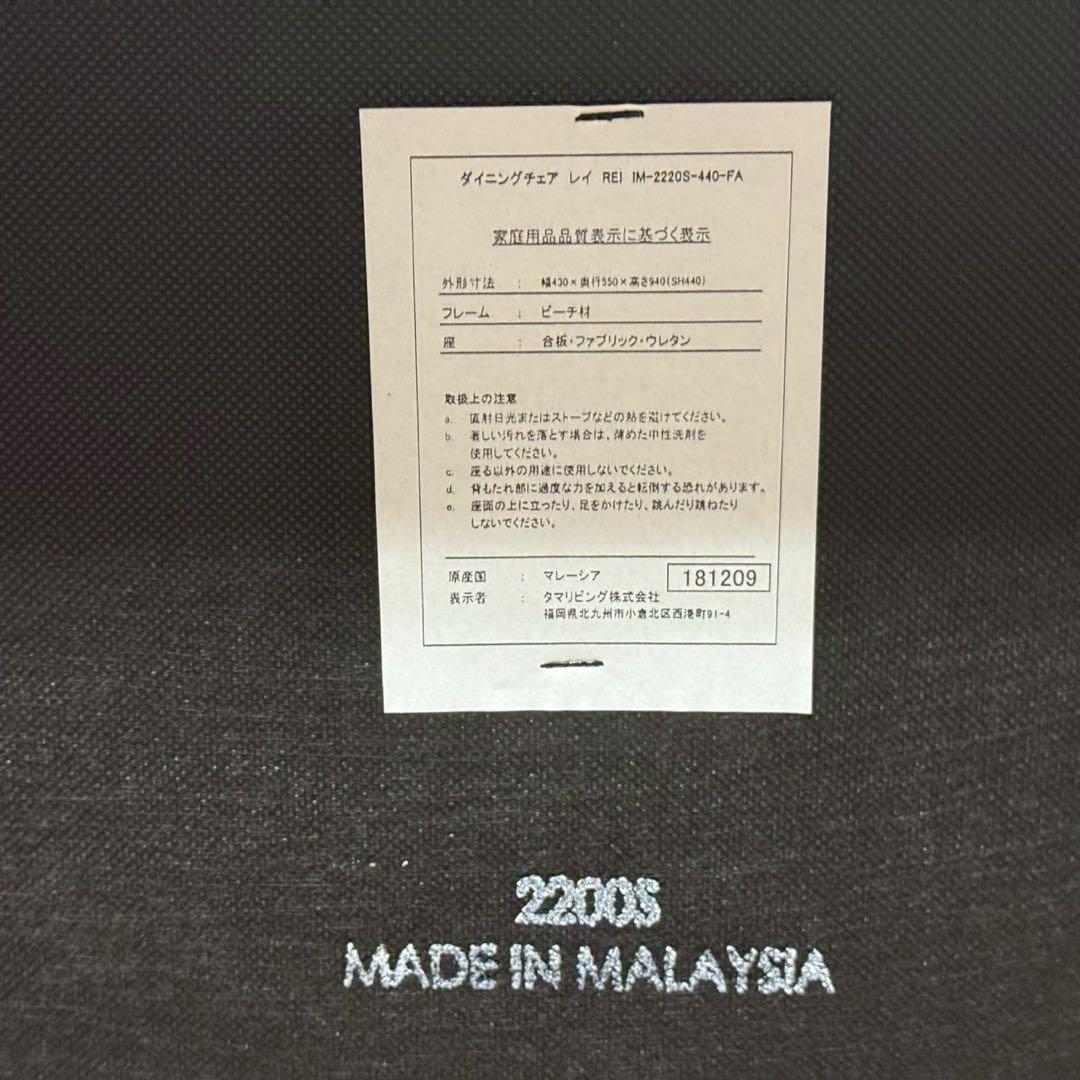 ダイニングチェア レイ REI IM-2220S-440-FA
家庭用品品質表示に基づく表示
外形寸法 : 幅430×奥行550×高さ940(SH440)
フレーム : ビーチ材
座 : 合板・ファブリック・ウレタン
取扱上の注意
a. 直射日光またはストーブなどの熱を避けてください。
b. 著しい汚れを落とす場合は、薄めた中性洗剤を
使用してください。
c. 座る以外の用途に使用しないでください。
d. 背もたれ部に過度な力を加えると転倒する恐れがあります。
e. 座面の上に立ったり、足をかけたり、跳んだり跳ねたり
しないでください。
原産国 : マレーシア 181209
表示者 : タマリビング株式会社
福岡県北九州市小倉北区西港町91-4
2200S
MADE IN MALAYSIA